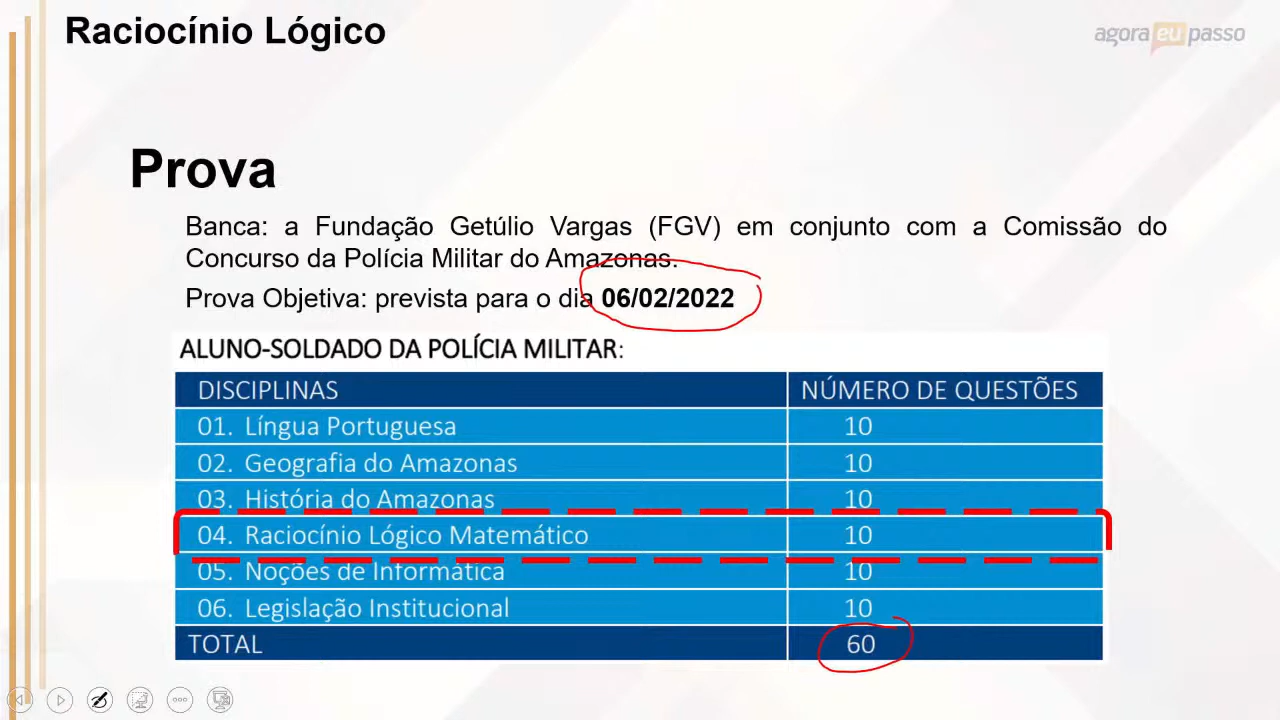 Raciocínio Lógico
agora eu passo
Prova
Banca: a Fundação Getúlio Vargas (FGV) em conjunto com a Comissão do
Concurso da Polícia Militar do Amazonas.
Prova Objetiva: prevista para o dia 06/02/2022
ALUNO-SOLDADO DA POLÍCIA MILITAR:
DISCIPLINAS NÚMERO DE QUESTÕES
01. Língua Portuguesa 10
02. Geografia do Amazonas 10
03. História do Amazonas 10
04. Raciocínio Lógico Matemático 10
05. Noções de Informática 10
06. Legislação Institucional 10
TOTAL 60